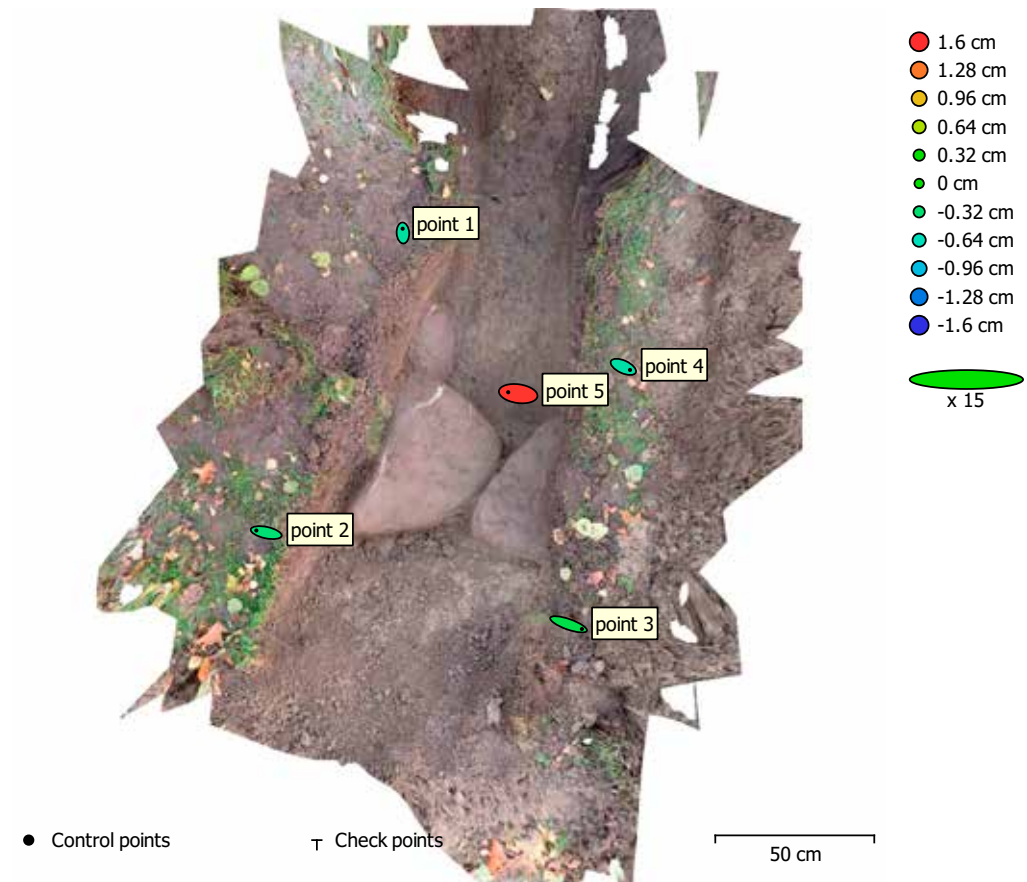 1.6 cm
1.28 cm
0.96 cm
0.64 cm
0.32 cm
0 cm
-0.32 cm
-0.64 cm
-0.96 cm
-1.28 cm
-1.6 cm
x 15
point 1
point 4
point 5
point 2
point 3
Control points
Check points
50 cm